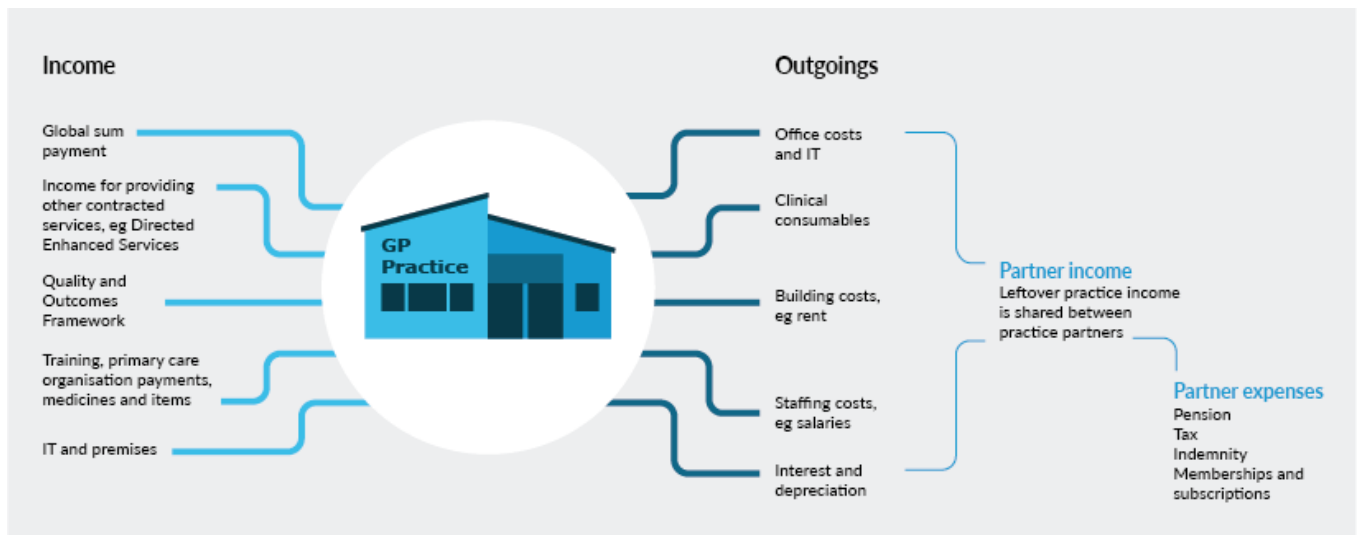 Income
Global sum
payment
Income for providing
other contracted
services, eg Directed
Enhanced Services
Quality and
Outcomes
Framework
Training, primary care
organisation payments,
medicines and items
IT and premises
GP
Practice
Outgoings
Office costs
and IT
Clinical
consumables
Building costs,
eg rent
Staffing costs,
eg salaries
Interest and
depreciation
Partner income
Leftover practice income
is shared between
practice partners
Partner expenses
Pension
Tax
Indemnity
Memberships and
subscriptions